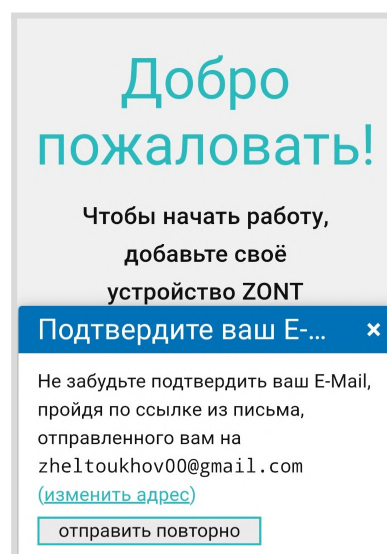 Добро
пожаловать!
Чтобы начать работу,
добавьте своё
устройство ZONT
Подтвердите ваш E-...
×
Не забудьте подтвердить ваш E-Mail,
пройдя по ссылке из письма,
отправленного вам на
zheltoukhov00@gmail.com
(изменить адрес)
отправить повторно